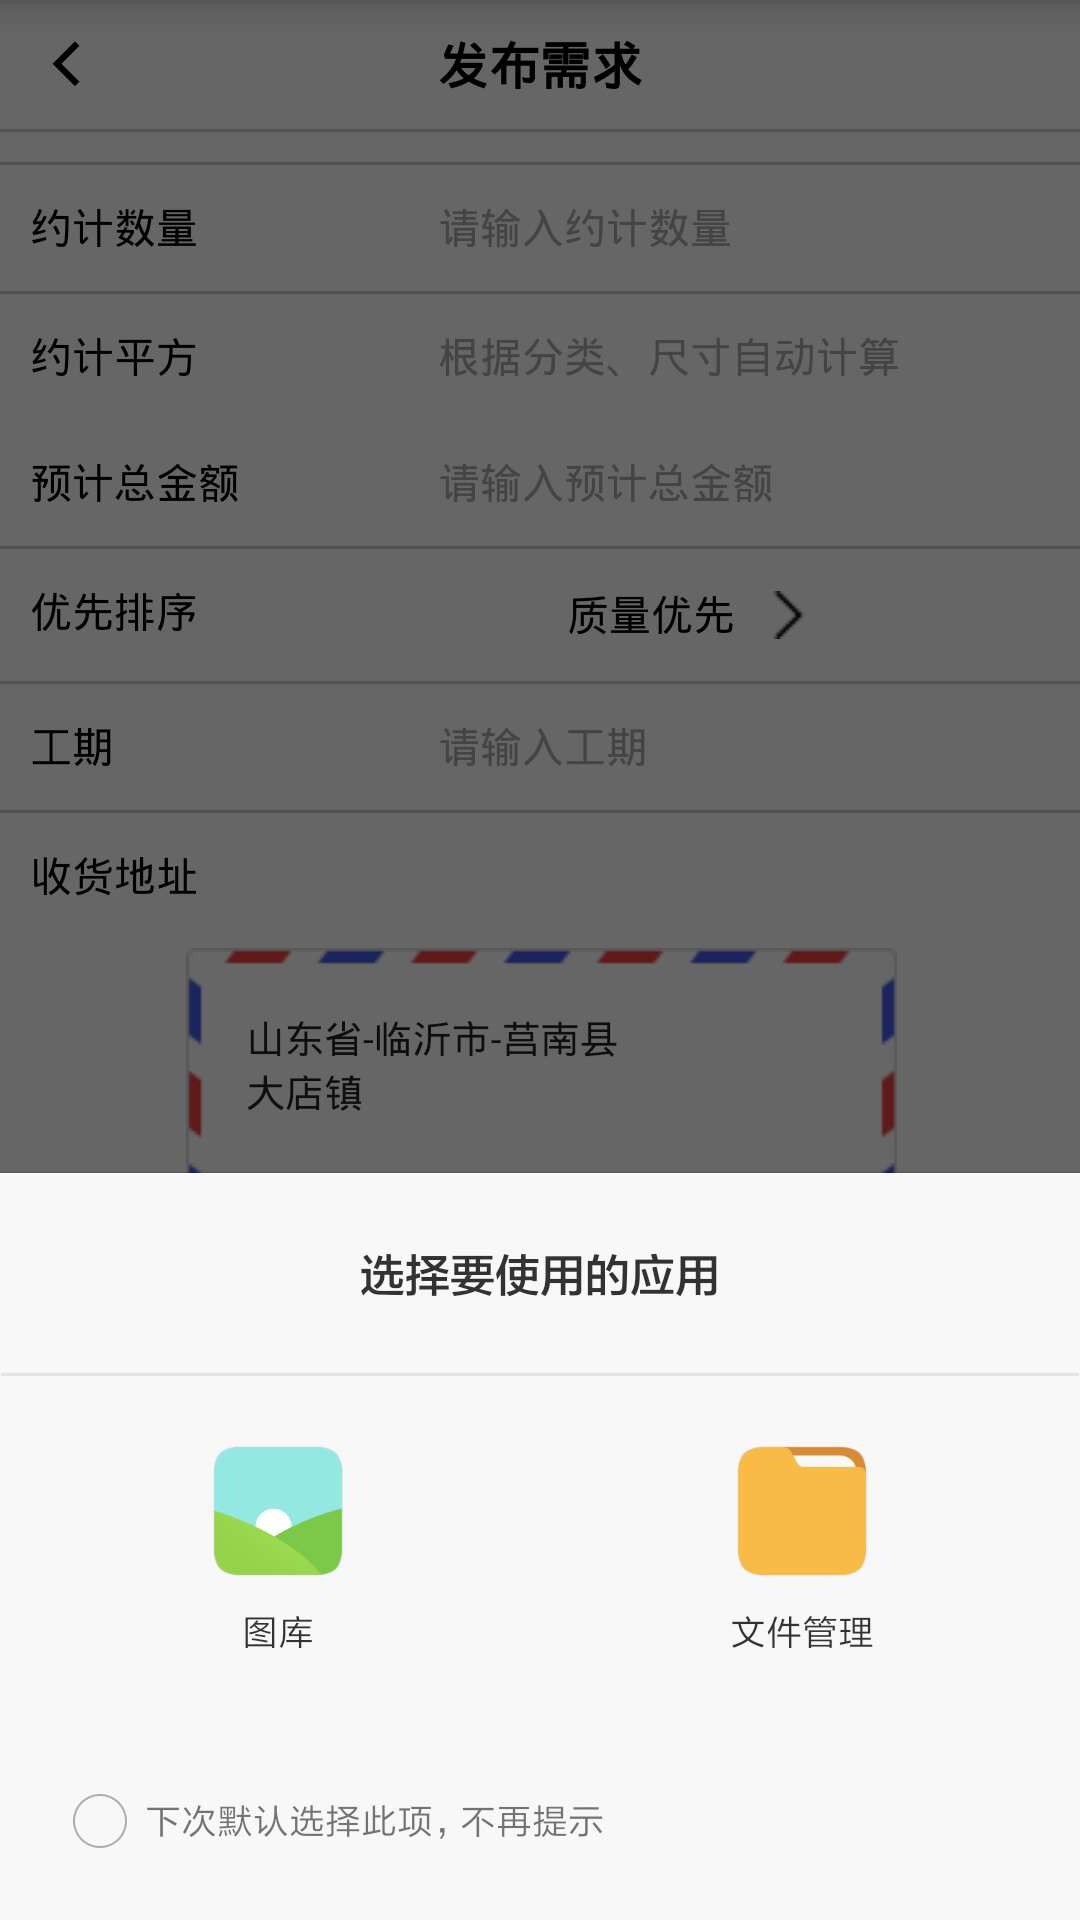 发布需求
约计数量 请输入约计数量
约计平方 根据分类、尺寸自动计算
预计总金额 请输入预计总金额
优先排序 质量优先
工期 请输入工期
收货地址
山东省-临沂市-莒南县
大店镇
选择要使用的应用
图库 文件管理
下次默认选择此项，不再提示